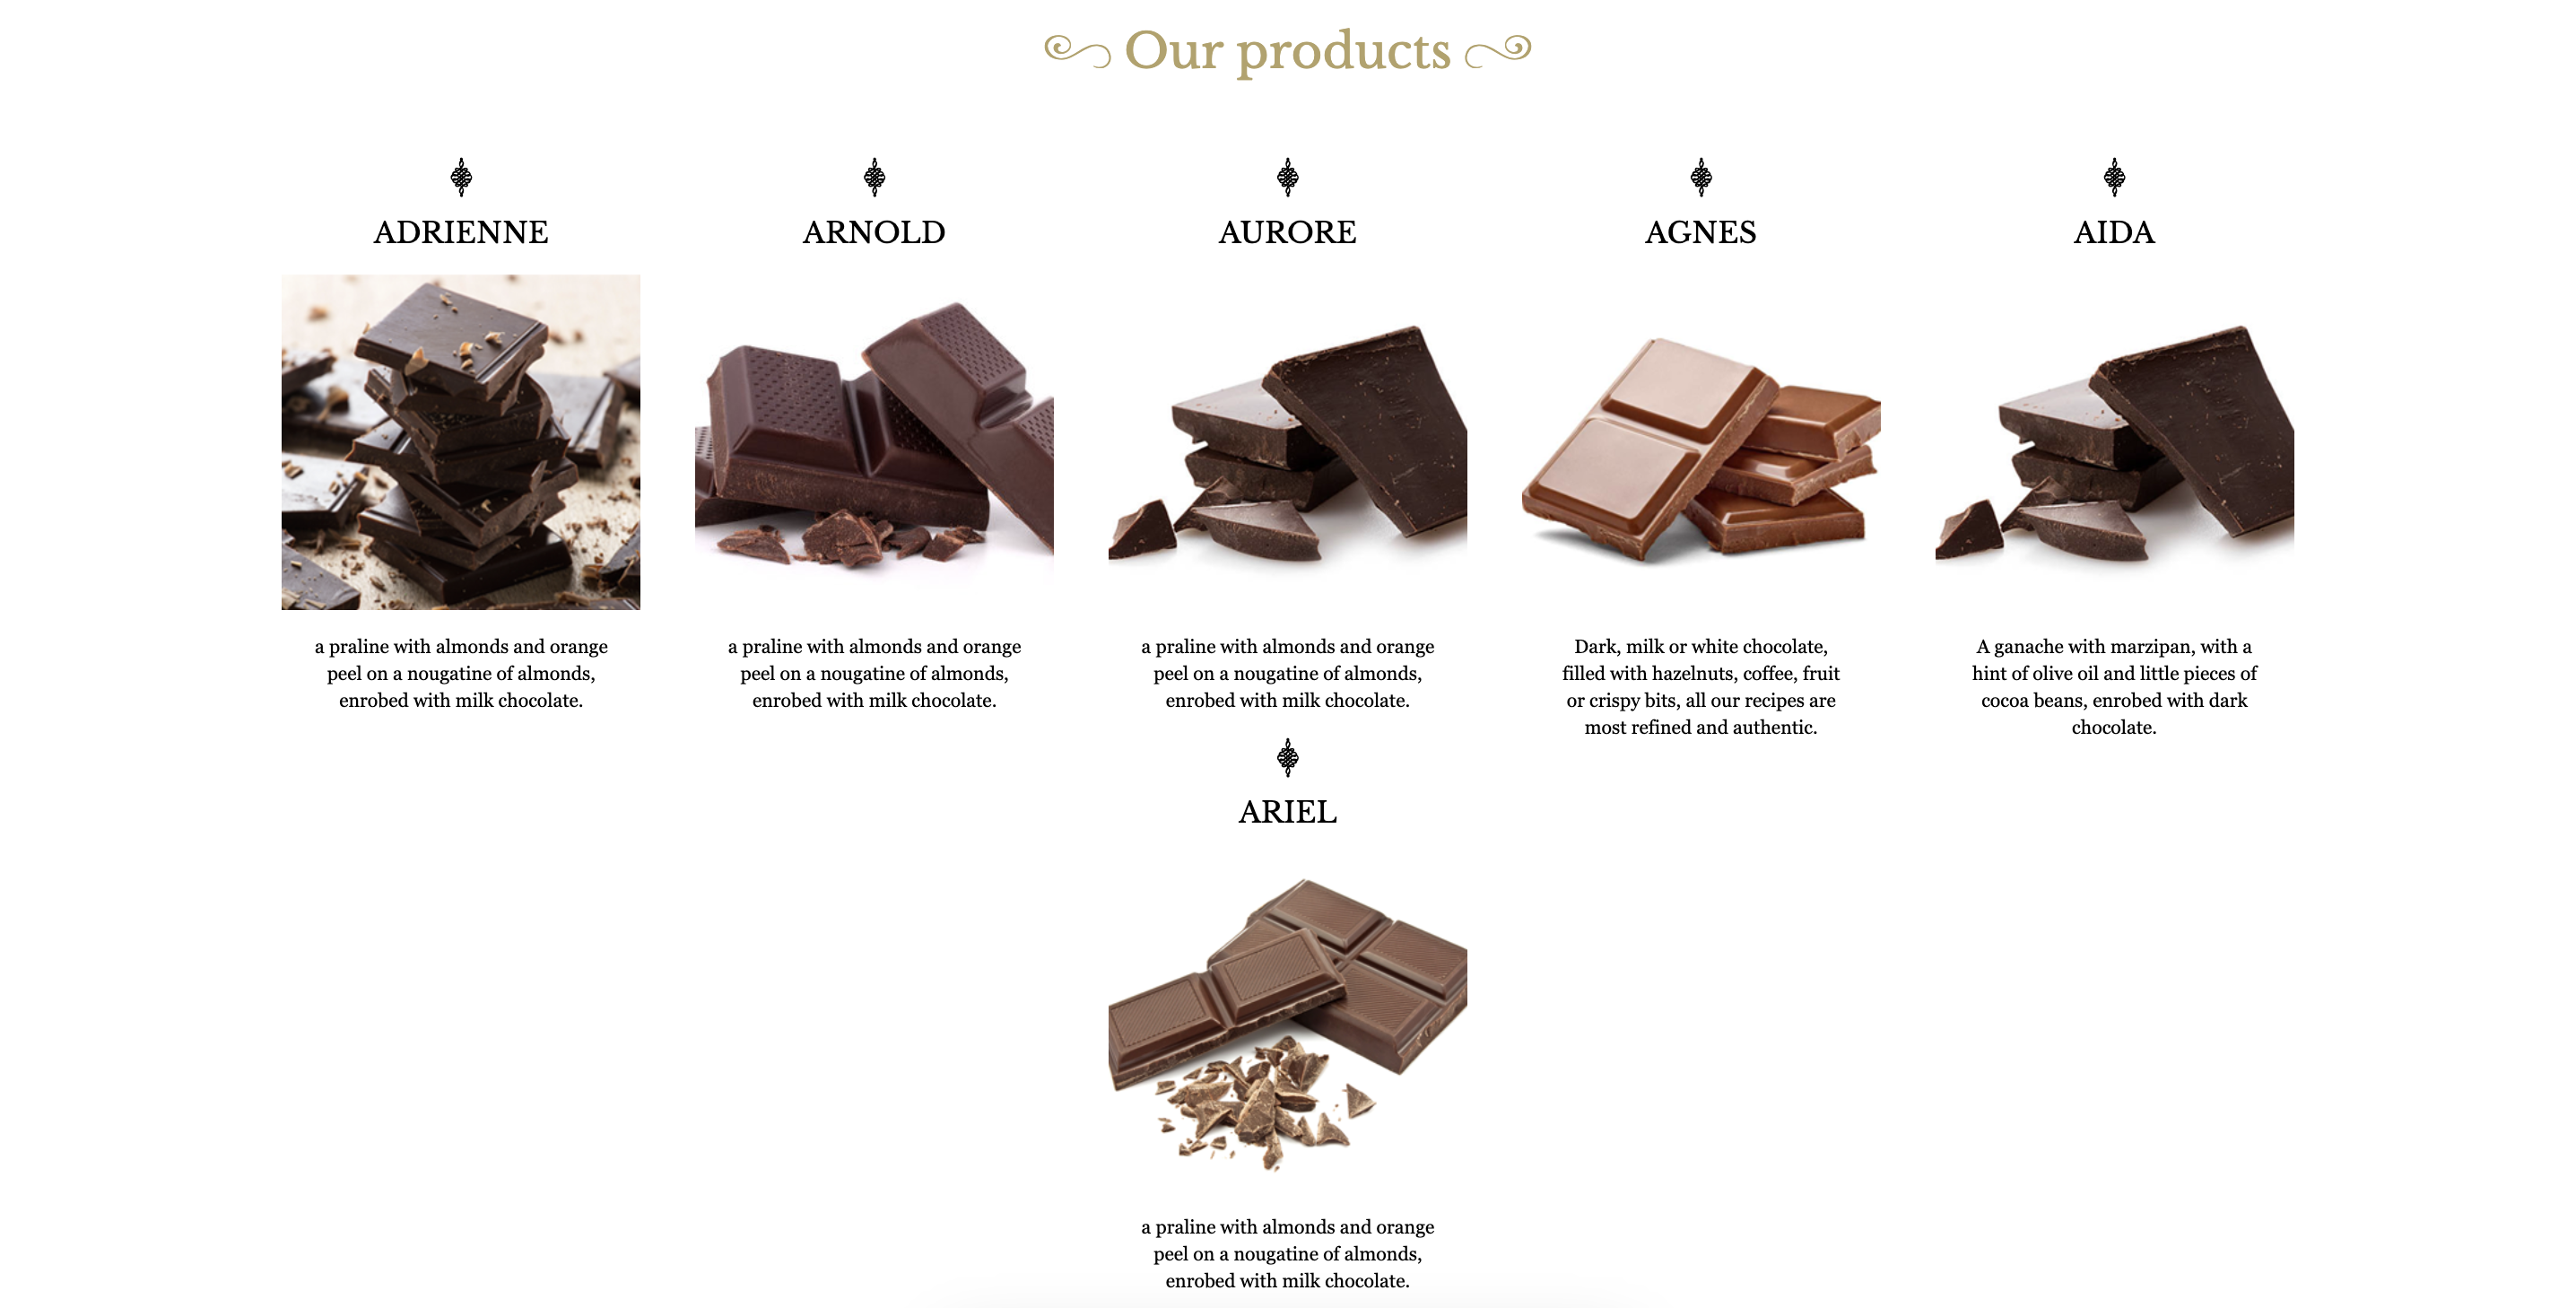 Our products
ADRIENNE
a praline with almonds and orange
peel on a nougatine of almonds,
enrobed with milk chocolate.
ARNOLD
a praline with almonds and orange
peel on a nougatine of almonds,
enrobed with milk chocolate.
AURORE
a praline with almonds and orange
peel on a nougatine of almonds,
enrobed with milk chocolate.
AGNES
Dark, milk or white chocolate,
filled with hazelnuts, coffee, fruit
or crispy bits, all our recipes are
most refined and authentic.
AIDA
A ganache with marzipan, with a
hint of olive oil and little pieces of
cocoa beans, enrobed with dark
chocolate.
ARIEL
a praline with almonds and orange
peel on a nougatine of almonds,
enrobed with milk chocolate.